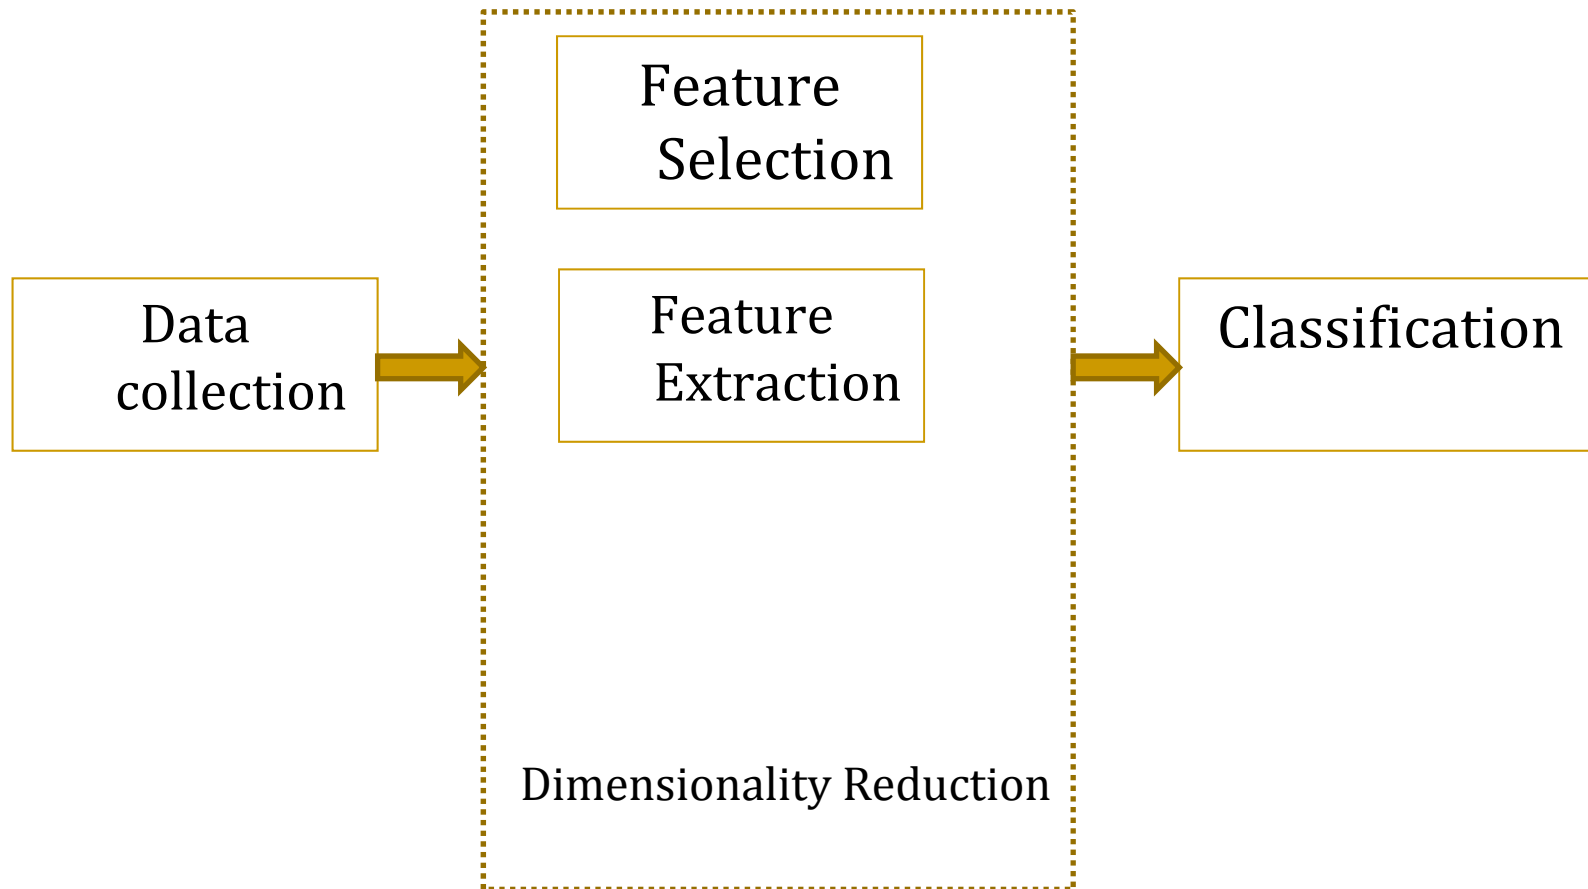 Data
collection
Feature
Selection
Feature
Extraction
Dimensionality Reduction
Classification